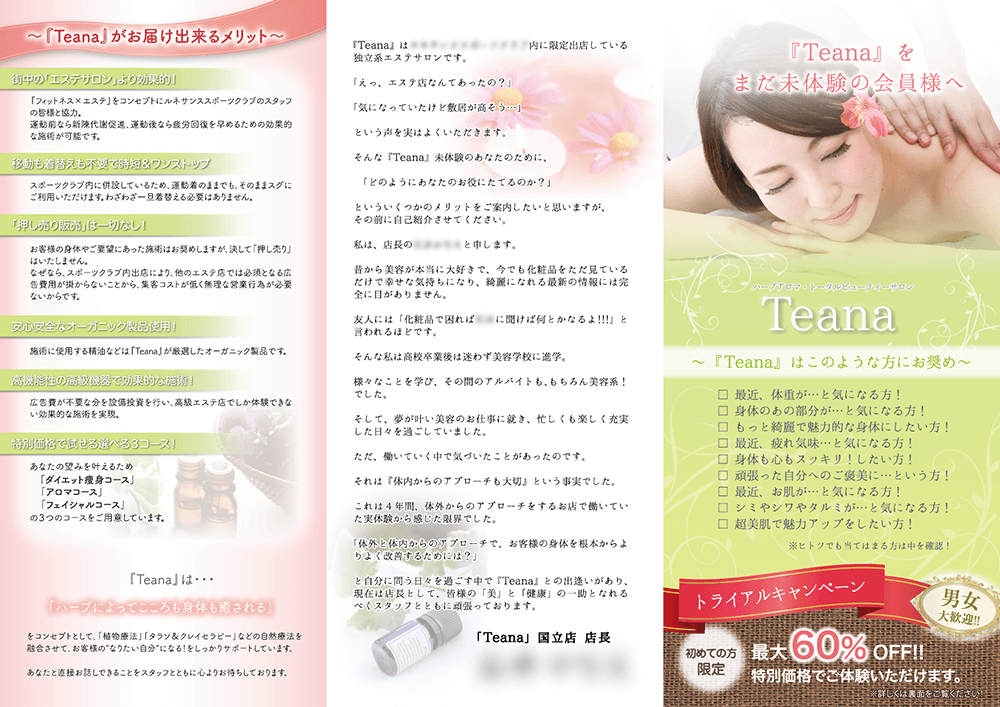 ～『Teana』がお届け出来るメリット～
街中の「エステサロン」より効果的！
『フィットネス×エステ』をコンセプトにルネサンススポーツクラブのスタッフ
の皆様と協力。
運動前なら新陳代謝促進、運動後なら疲労回復を早めるための効果的
な施術が可能です。
移動も着替えも不要で時短＆ワンストップ
スポーツクラブ内に併設しているため、運動着のままでも、そのままスグに
ご利用いただけます。わざわざ一旦着替える必要はありません。
「押し売り販売」は一切なし！
お客様の身体やご要望にあった施術はお奨めしますが、決して「押し売り」
はいたしません。
なぜなら、スポーツクラブ内出店により、他のエステ店では必須となる広
告費用が掛からないことから、集客コストが低く無理な営業行為が必要
ないからです。
安心安全なオーガニック製品使用！
施術に使用する精油などは「Teana」が厳選したオーガニック製品です。
高機能性の高級機器で効果的な施術！
広告費が不要な分を設備投資を行い、高級エステ店でしか体験できな
い効果的な施術を実現。
特別価格で試せる選べる3コース！
あなたの望みを叶えるため
「ダイエット痩身コース」
「アロマコース」
「フェイシャルコース」
の3つのコースをご用意しています。
『Teana』は・・・
「ハーブによってこころも身体も癒される」
をコンセプトとして、「植物療法」「タラソ＆クレイセラピー」などの自然療法を
融合させて、お客様の“なりたい自分”になる！をしっかりサポートしています。
あなたと直接お話しできることをスタッフとともに心よりお待ちしております。
『Teana』は 内に限定出店している
独立系エステサロンです。
「えっ、エステ店なんてあったの？」
「気になっていたけど敷居が高そう…」
という声を実はよくいただきます。
そんな『Teana』未体験のあなたのために、
「どのようにあなたのお役にたてるのか？」
といういくつかのメリットをご案内したいと思いますが、
その前に自己紹介させてください。
私は、店長の と申します。
昔から美容が本当に大好きで、今でも化粧品をただ見ている
だけで幸せな気持ちになり、綺麗になれる最新の情報には完
全に目がありません。
友人には「化粧品で困れば に聞けば何とかなるよ!!!」と
言われるほどです。
そんな私は高校卒業後は迷わず美容学校に進学。
様々なことを学び、その間のアルバイトも、もちろん美容系！
でした。
そして、夢が叶い美容のお仕事に就き、忙しくも楽しく充実
した日々を過ごしていました。
ただ、働いていく中で気づいたことがあったのです。
それは『体内からのアプローチも大切』という事実でした。
これは４年間、体外からのアプローチをするお店で働いてい
た実体験から感じた限界でした。
「体外と体内からのアプローチで、お客様の身体を根本からよ
りよく改善するためには？」
と自分に問う日々を過ごす中で『Teana』との出逢いがあり、
現在は店長として、皆様の「美」と「健康」の一助となれる
べくスタッフとともに頑張っております。
「Teana」国立店 店長
『Teana』を
まだ未体験の会員様へ
ハーブアロマ・トータルビューティーサロン
Teana
～『Teana』はこのような方にお奨め～
□ 最近、体重が…と気になる方！
□ 身体のあの部分が…と気になる方！
□ もっと綺麗で魅力的な身体にしたい方！
□ 最近、疲れ気味…と気になる方！
□ 身体も心もスッキリ！したい方！
□ 頑張った自分へのご褒美に…という方！
□ 最近、お肌が…と気になる方！
□ シミやシワやタルミが…と気になる方！
□ 超美肌で魅力アップをしたい方！
※ヒトツでも当てはまる方は中を確認！
トライアルキャンペーン
男女
大歓迎!!
初めての方
限定
最大60%OFF!!
特別価格でご体験いただけます。
※詳しくは裏面をご覧ください！